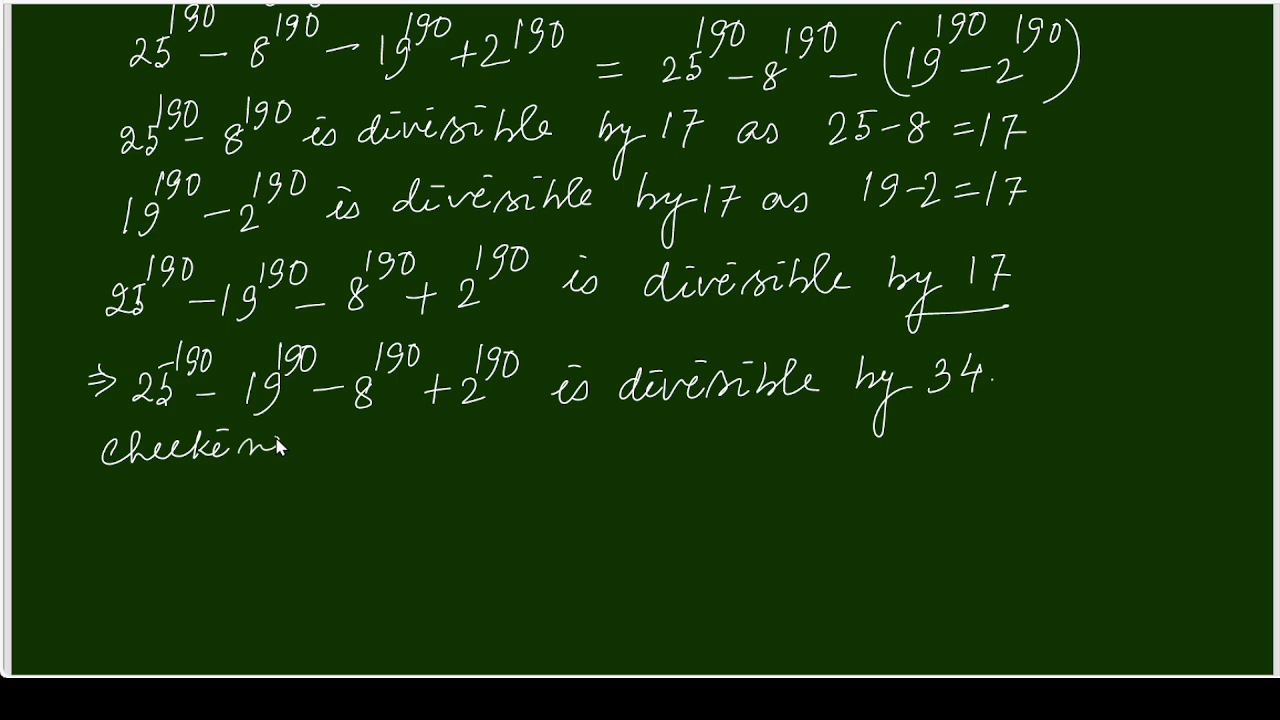 25^190 - 8^190 - 19^190 + 2^190 = 25^190 - 8^190 - (19^190 - 2^190)
25^190 - 8^190 is divisible by 17 as 25 - 8 = 17
19^190 - 2^190 is divisible by 17 as 19 - 2 = 17
25^190 - 19^190 - 8^190 + 2^190 is divisible by 17
⇒ 25^190 - 19^190 - 8^190 + 2^190 is divisible by 34.
Checkin